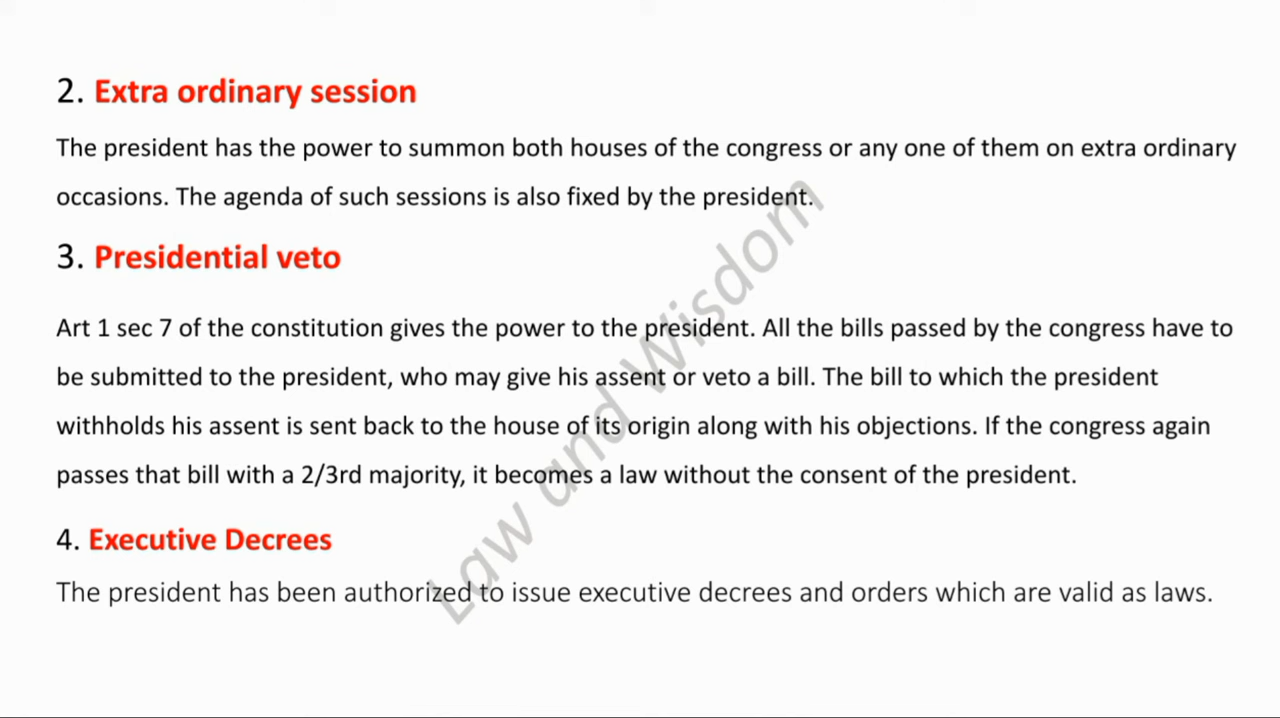 2. Extra ordinary session
The president has the power to summon both houses of the congress or any one of them on extra ordinary
occasions. The agenda of such sessions is also fixed by the president.
3. Presidential veto
Art 1 sec 7 of the constitution gives the power to the president. All the bills passed by the congress have to
be submitted to the president, who may give his assent or veto a bill. The bill to which the president
withholds his assent is sent back to the house of its origin along with his objections. If the congress again
passes that bill with a 2/3rd majority, it becomes a law without the consent of the president.
4. Executive Decrees
The president has been authorized to issue executive decrees and orders which are valid as laws.
Law and Wisdom